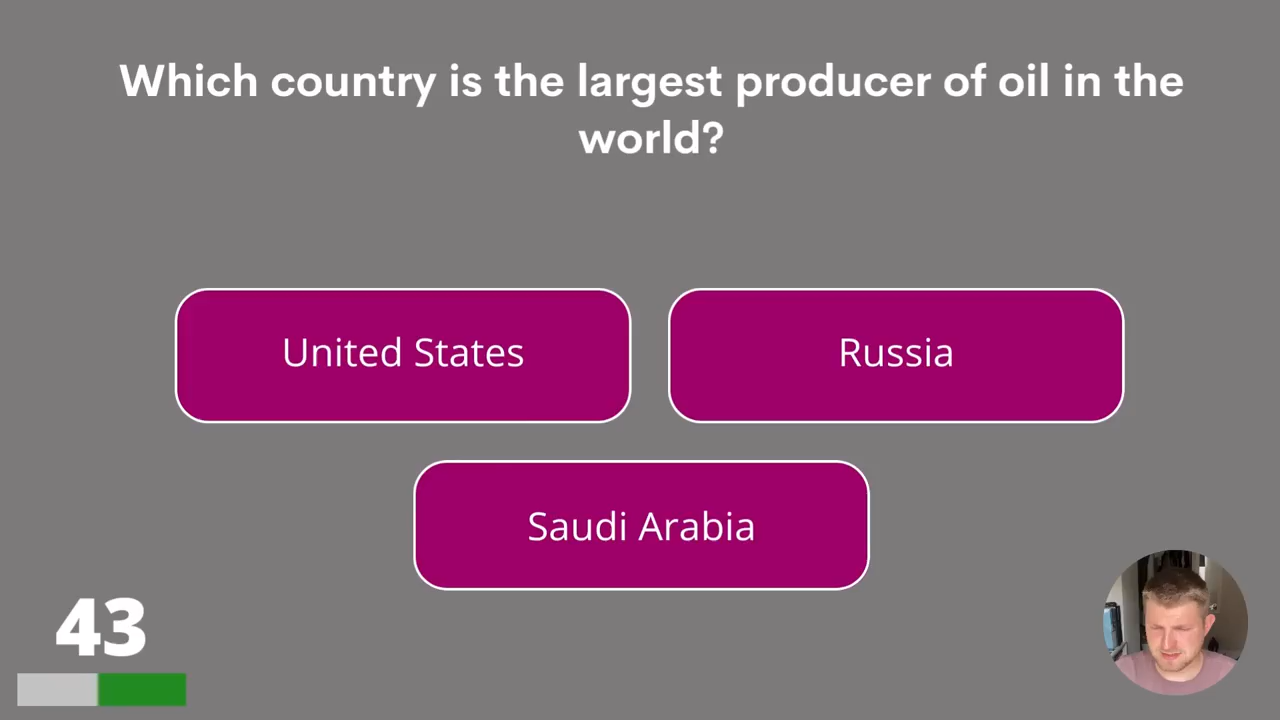 Which country is the largest producer of oil in the
world?
United States
Russia
Saudi Arabia
43